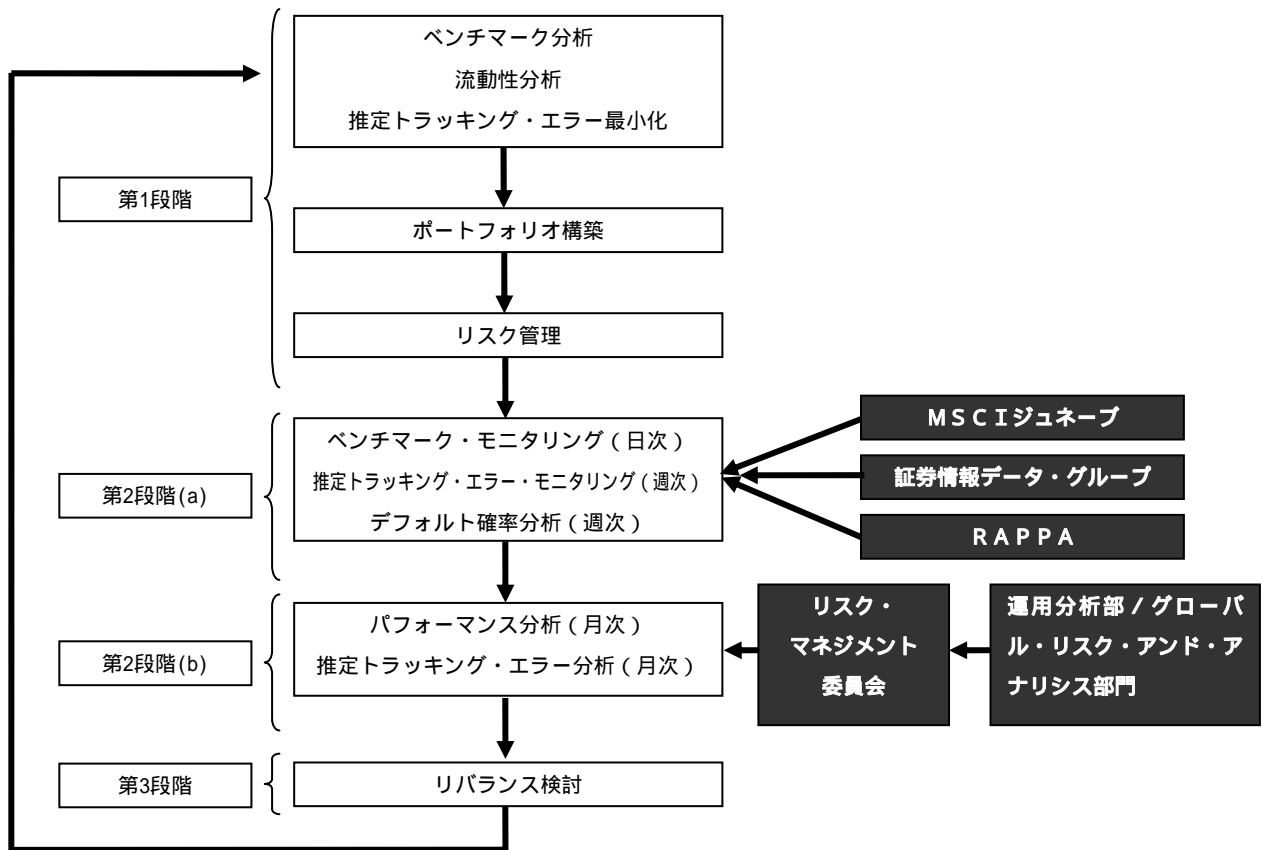 ベンチマーク分析
流動性分析
推定トラッキング・エラー最小化
第1段階
ポートフォリオ構築
リスク管理
ベンチマーク・モニタリング(日次)
推定トラッキング・エラー・モニタリング(週次)
デフォルト確率分析(週次)
第2段階(a)
MSCIジュネーブ
証券情報データ・グループ
RAPPA
パフォーマンス分析(月次)
推定トラッキング・エラー分析(月次)
第2段階(b)
リスク・
マネジメント
委員会
運用分析部/グローバ
ル・リスク・アンド・ア
ナリシス部門
第3段階
リバランス検討